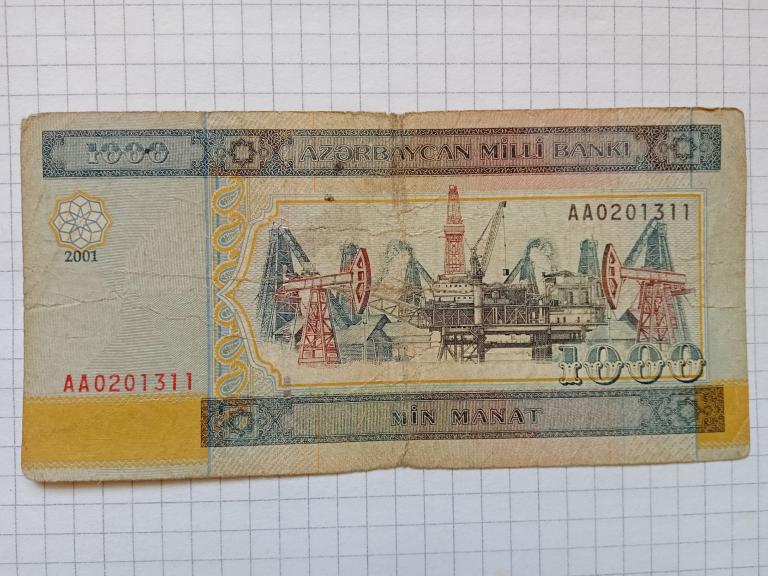 1000
AZƏRBAYCAN MİLLİ BANKI
2001
AA0201311
AA0201311
1000
MİN MANAT